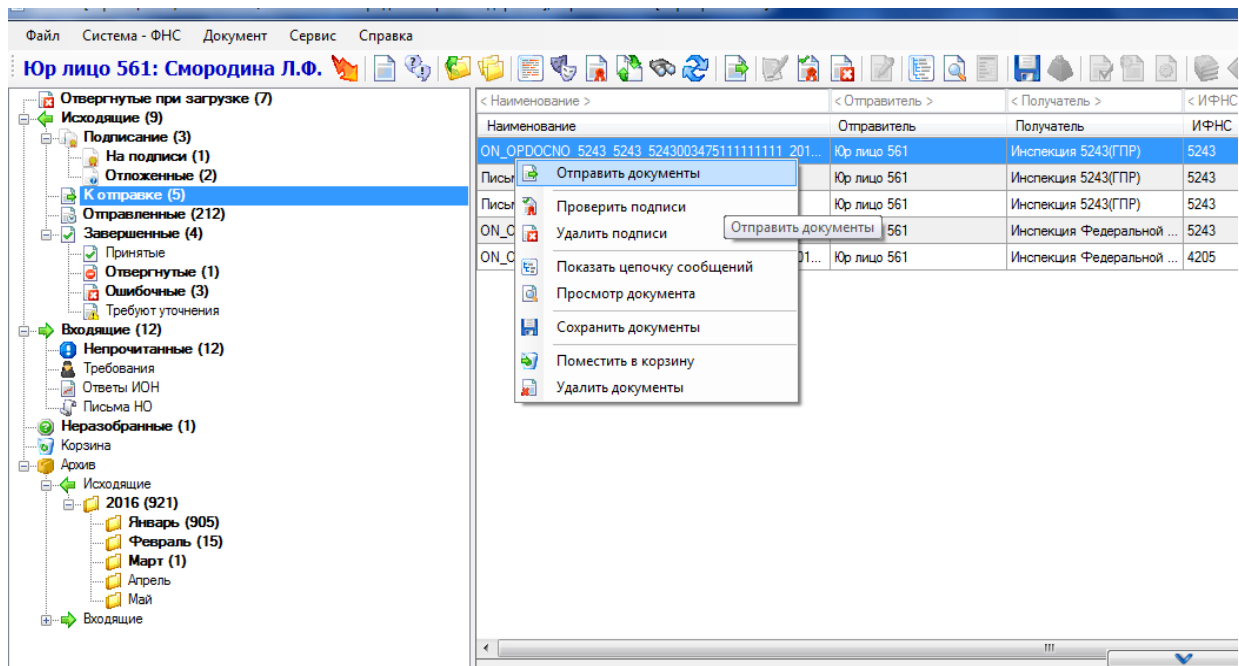 Файл Система - ФНС Документ Сервис Справка
Юр лицо 561: Смородина Л.Ф.
Отвергнутые при загрузке (7)
Исходящие (9)
Подписание (3)
На подписи (1)
Отложенные (2)
К отправке (5)
Отправленные (212)
Завершенные (4)
Принятые
Отвергнутые (1)
Ошибочные (3)
Требуют уточнения
Входящие (12)
Непрочитанные (12)
Требования
Ответы ИОН
Письма НО
Неразобранные (1)
Корзина
Архив
Исходящие
2016 (921)
Январь (905)
Февраль (15)
Март (1)
Апрель
Май
Входящие
< Наименование > < Отправитель > < Получатель > < ИФНС
Наименование Отправитель Получатель ИФНС
ON_OPDOCNO_5243_5243_5243003475111111111_201... Юр лицо 561 Инспекция 5243(ГПР) 5243
Юр лицо 561 Инспекция 5243(ГПР) 5243
Юр лицо 561 Инспекция 5243(ГПР) 5243
561 Инспекция Федеральной ... 5243
01... Юр лицо 561 Инспекция Федеральной ... 4205
Отправить документы
Проверить подписи
Удалить подписи
Показать цепочку сообщений
Просмотр документа
Сохранить документы
Поместить в корзину
Удалить документы
Отправить документы